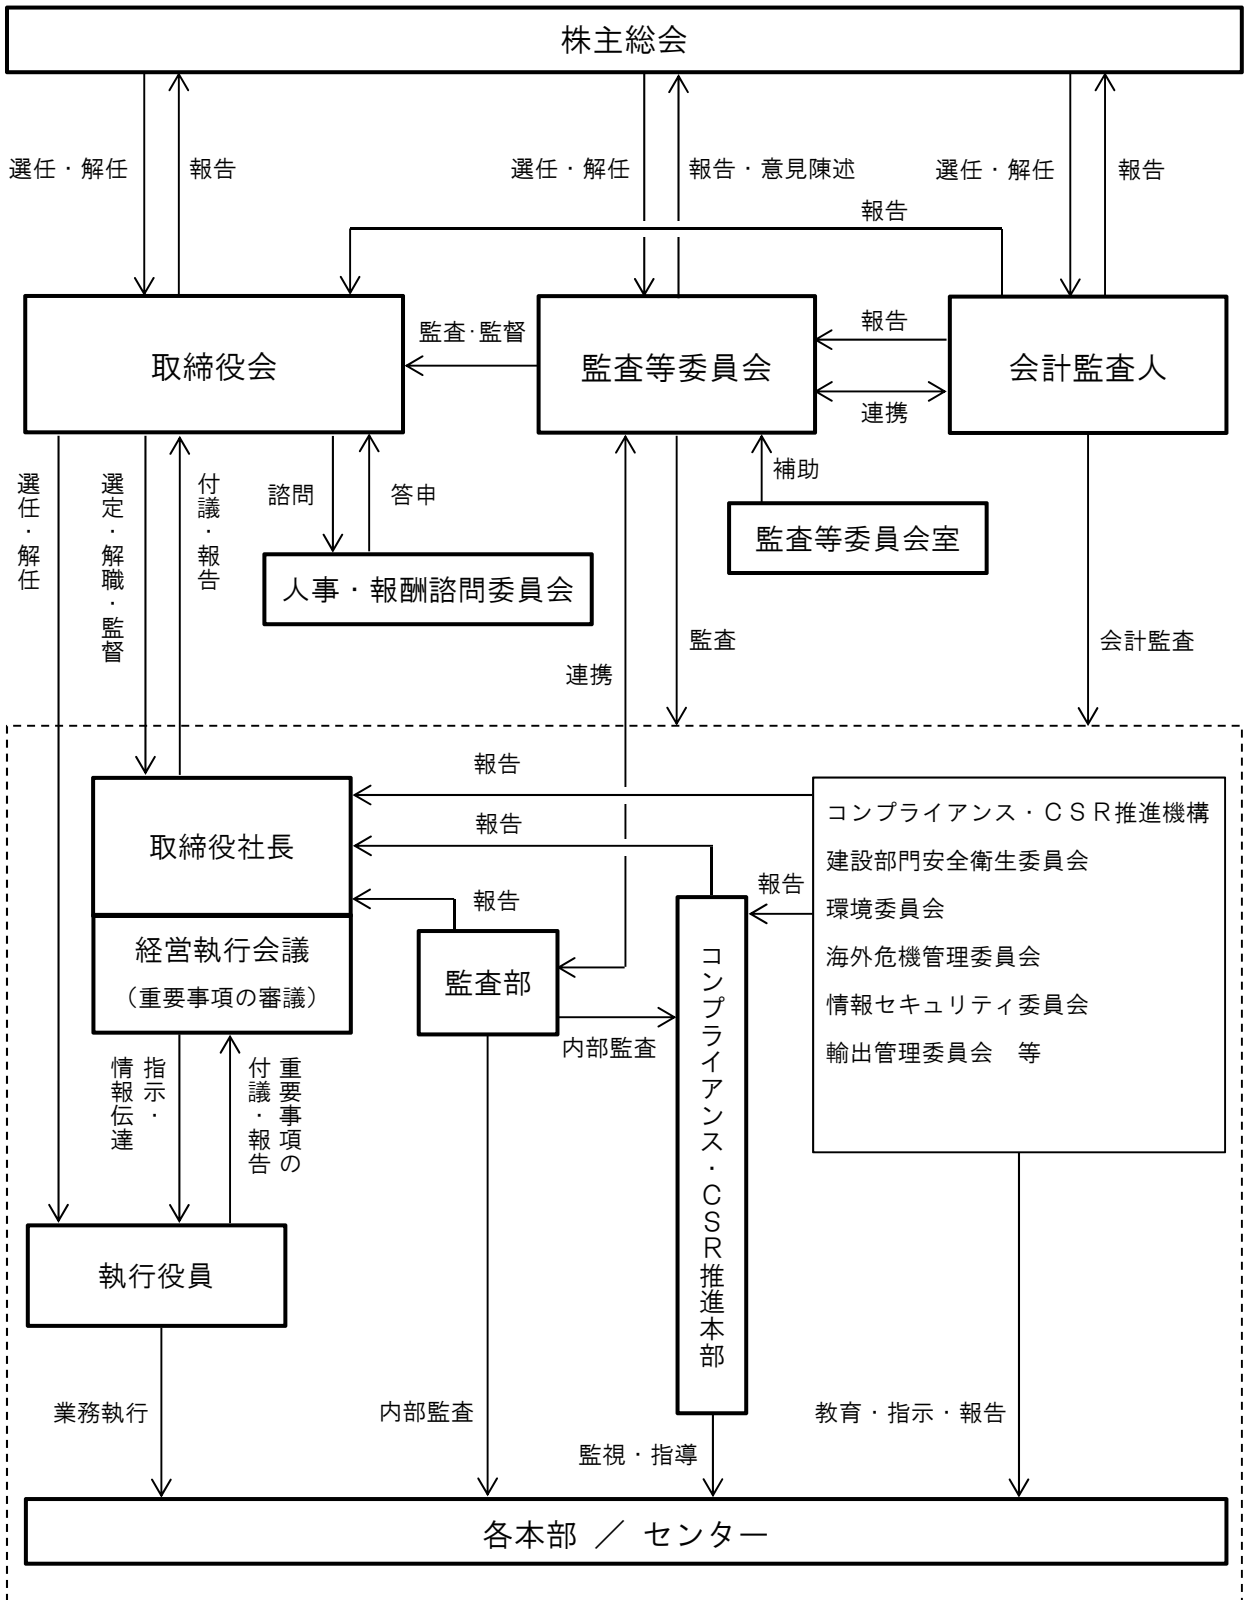 株主総会
選任・解任
報告
選任・解任
報告・意見陳述
選任・解任
報告
報告
取締役会
監査・監督
監査等委員会
報告
連携
会計監査人
選任・解任
選定・解職・監督
付議・報告
諮問
答申
補助
人事・報酬諮問委員会
監査等委員会室
連携
監査
会計監査
報告
報告
報告
報告
取締役社長
経営執行会議
（重要事項の審議）
監査部
内部監査
コンプライアンス・ＣＳＲ推進本部
コンプライアンス・ＣＳＲ推進機構
建設部門安全衛生委員会
環境委員会
海外危機管理委員会
情報セキュリティ委員会
輸出管理委員会　等
指示・
情報伝達
重要事項の
付議・報告
執行役員
業務執行
内部監査
監視・指導
教育・指示・報告
各本部 ／ センター